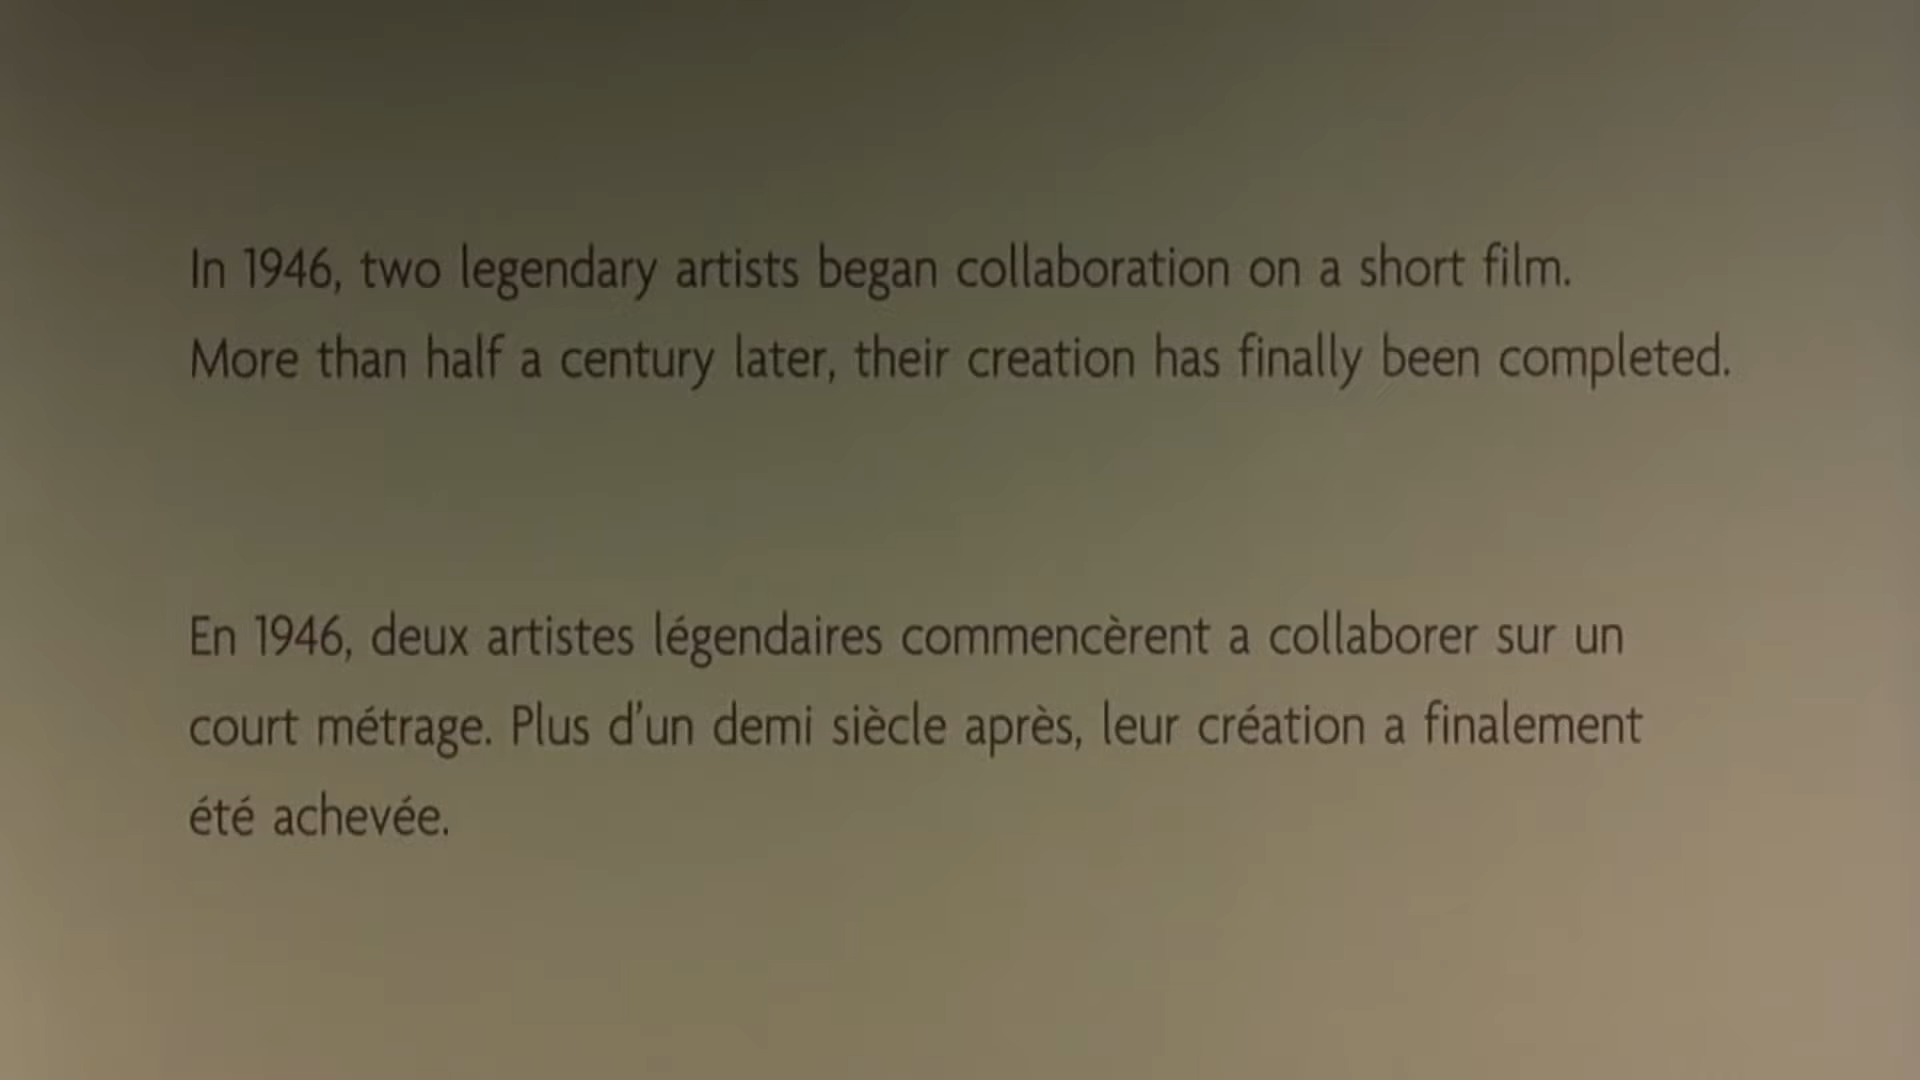 In 1946, two legendary artists began collaboration on a short film.
More than half a century later, their creation has finally been completed.
En 1946, deux artistes légendaires commencèrent a collaborer sur un
court métrage. Plus d'un demi siècle après, leur création a finalement
été achevée.